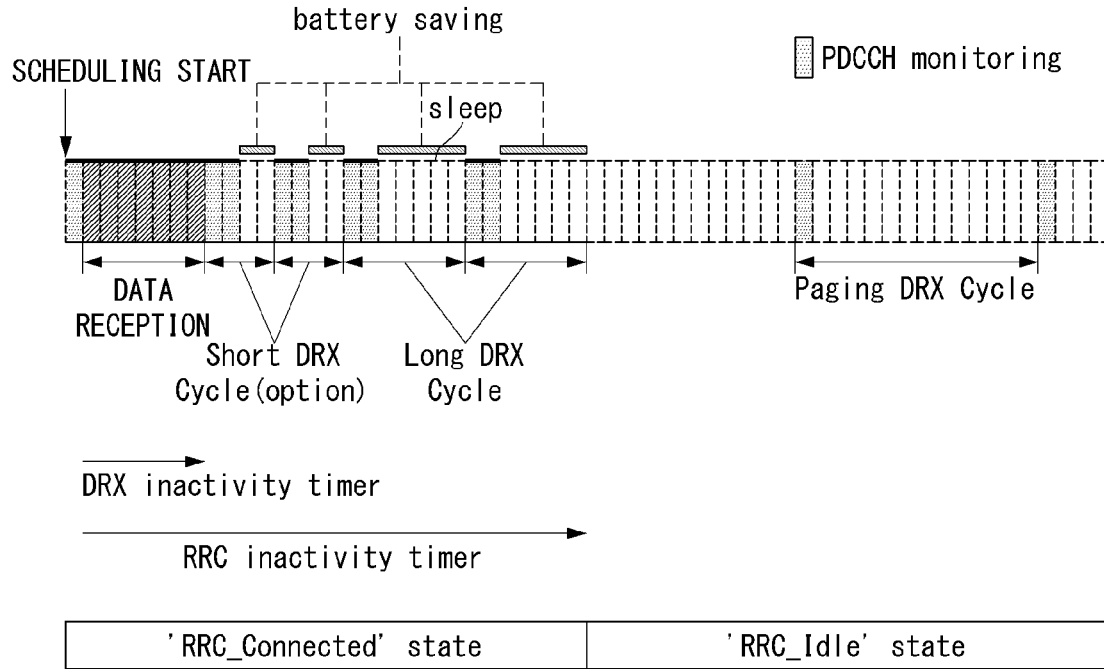 battery saving
PDCCH monitoring
SCHEDULING START
sleep
DATA
RECEPTION
Paging DRX Cycle
Short DRX
Cycle(option)
Long DRX
Cycle
DRX inactivity timer
RRC inactivity timer
'RRC_Connected' state
'RRC_Idle' state